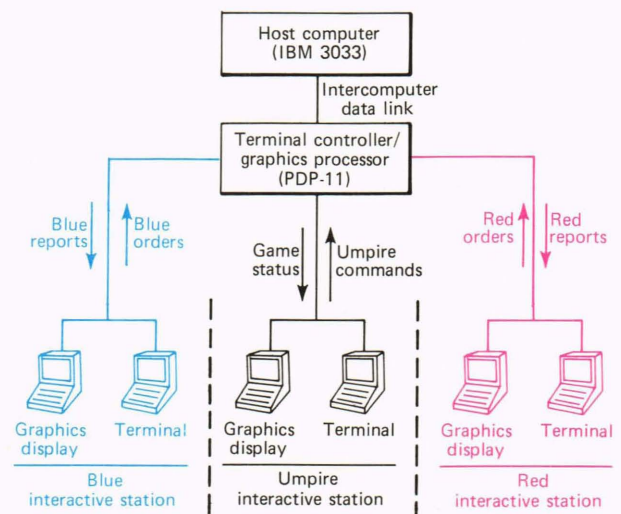 Host computer
(IBM 3033)
Intercomputer
data link
Terminal controller/
graphics processor
(PDP-11)
Blue
reports
Blue
orders
Game
status
Umpire
commands
Red
orders
Red
reports
Graphics
display
Terminal
Graphics
display
Terminal
Graphics
display
Terminal
Blue
interactive station
Umpire
interactive station
Red
interactive station